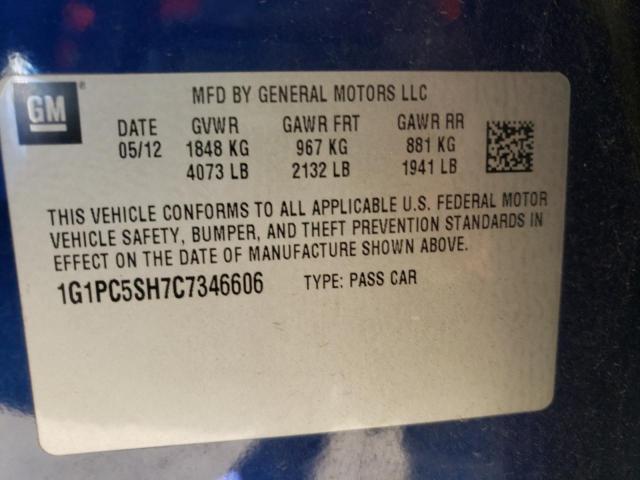 GM ®
MFD BY GENERAL MOTORS LLC
DATE GVWR GAWR FRT GAWR RR
05/12 1848 KG 967 KG 881 KG
4073 LB 2132 LB 1941 LB
THIS VEHICLE CONFORMS TO ALL APPLICABLE U.S. FEDERAL MOTOR
VEHICLE SAFETY, BUMPER, AND THEFT PREVENTION STANDARDS IN
EFFECT ON THE DATE OF MANUFACTURE SHOWN ABOVE.
1G1PC5SH7C7346606 TYPE: PASS CAR